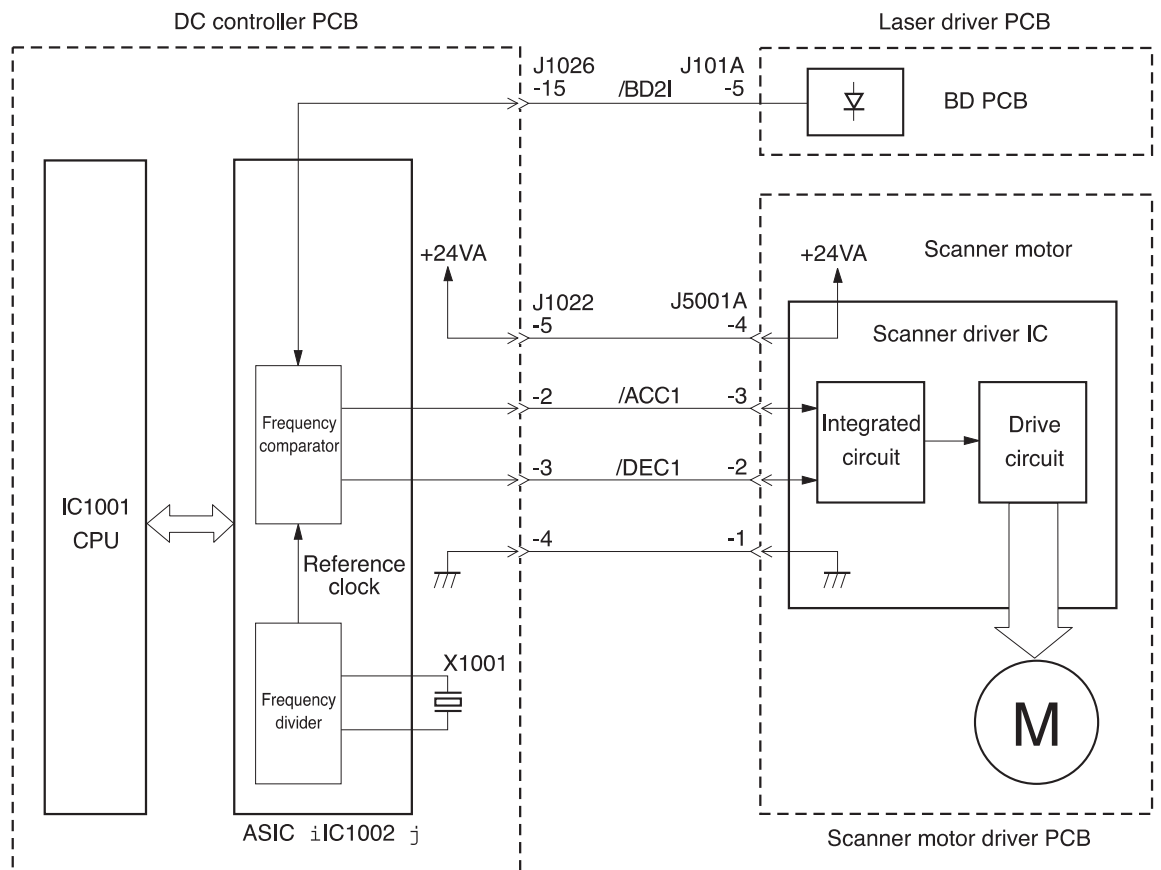 DC controller PCB
Laser driver PCB
J1026
J101A
-15
/BD2I
-5
BD PCB
+24VA
+24VA
Scanner motor
J1022
J5001A
-5
-4
Scanner driver IC
-2
/ACC1
-3
Frequency
comparator
Integrated
circuit
Drive
circuit
-3
/DEC1
-2
IC1001
CPU
-4
-1
Reference
clock
X1001
Frequency
divider
M
ASIC iIC1002 j
Scanner motor driver PCB